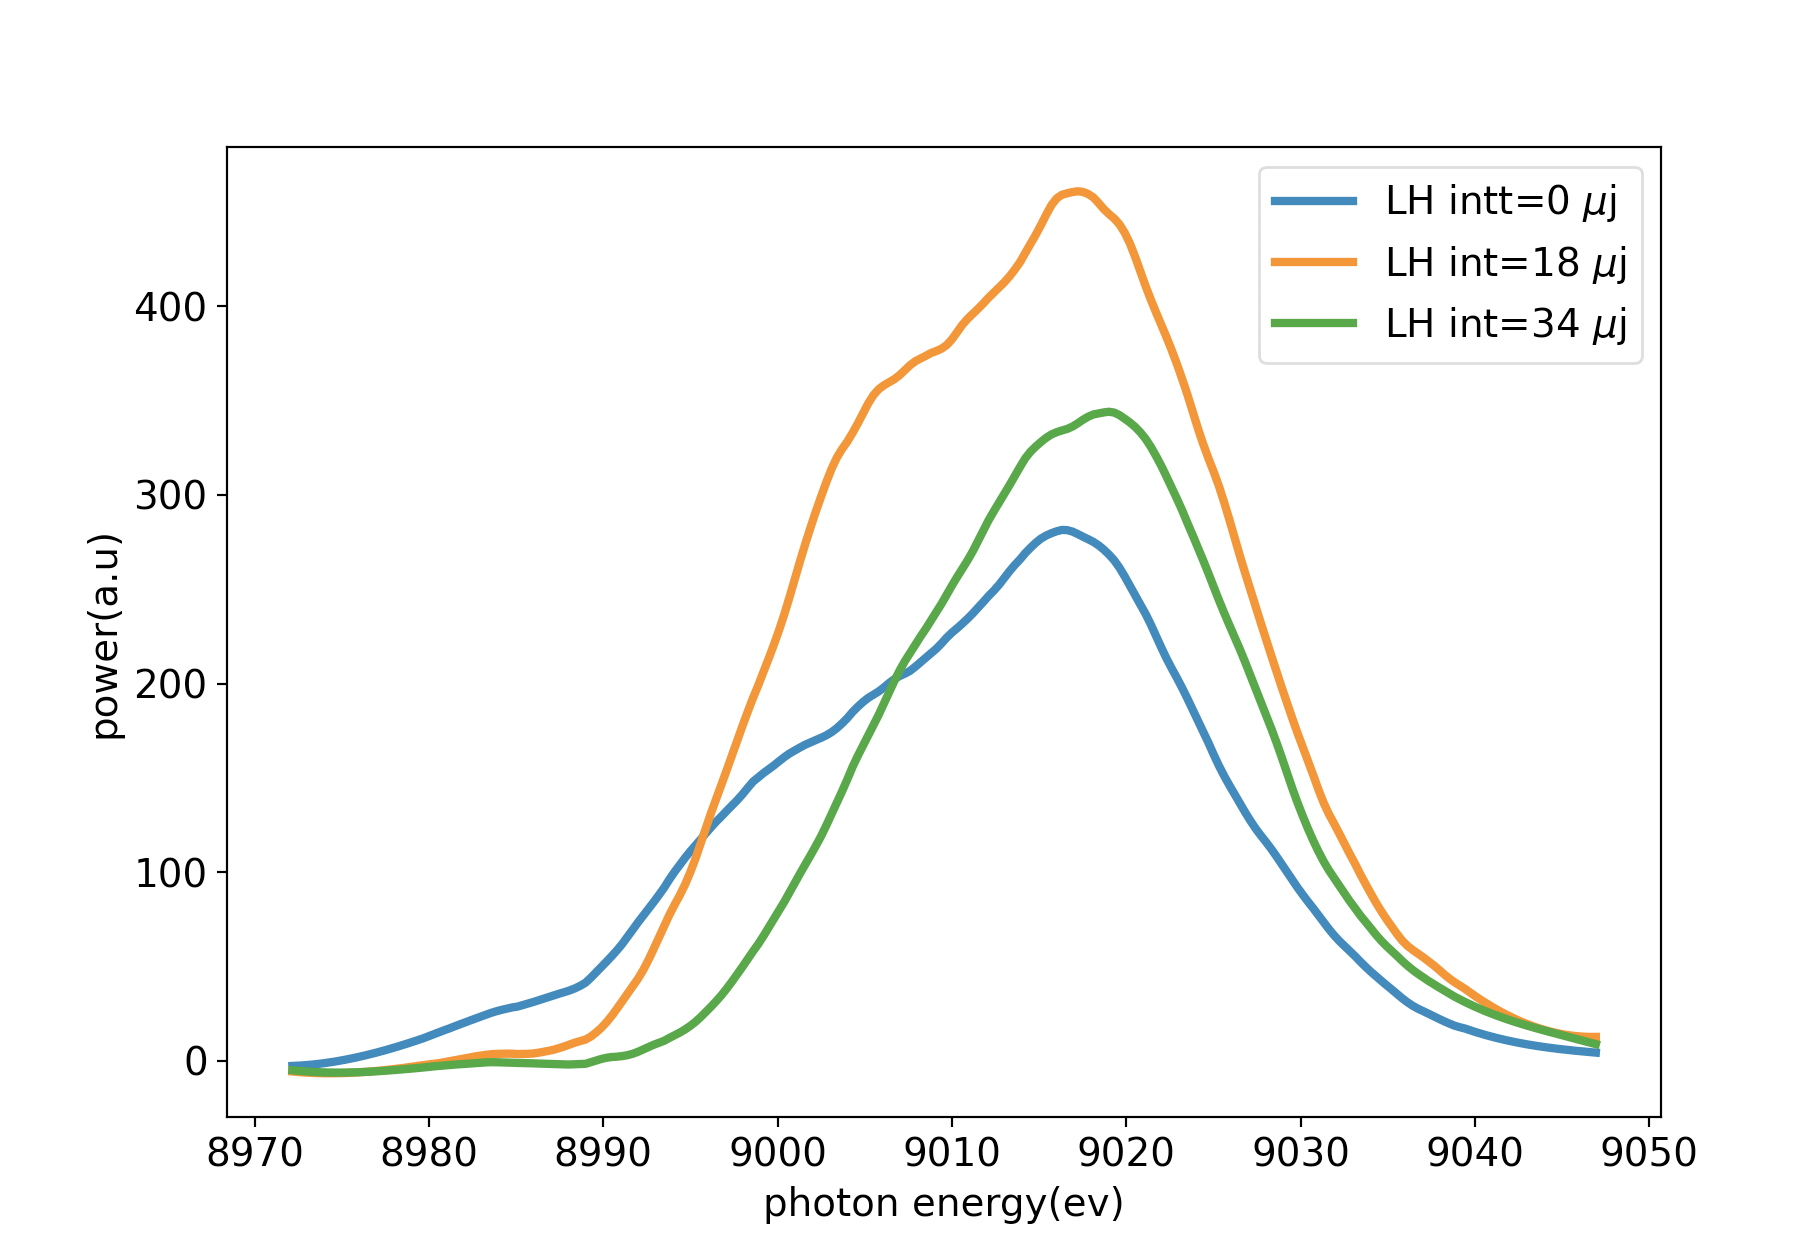 LH intt=0 μj
LH int=18 μj
LH int=34 μj
400
300
200
100
0
power(a.u)
8970 8980 8990 9000 9010 9020 9030 9040 9050
photon energy(ev)